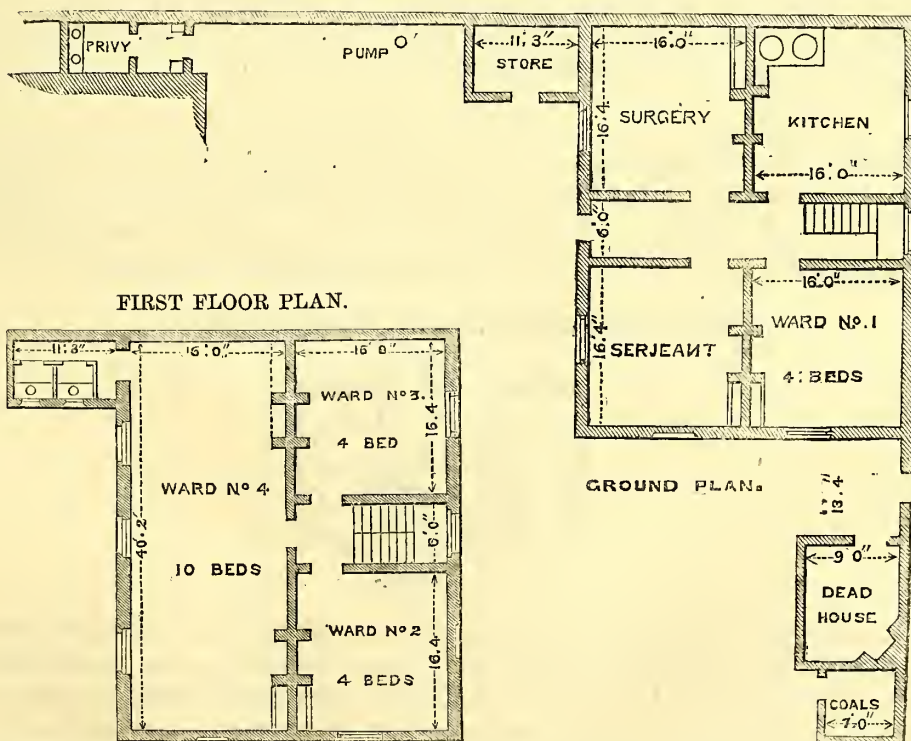 PRIVY
PUMP
11'3"
STORE
16'0"
16'4
SURGERY
KITCHEN
16'0"
6'0"
16'0"
16'4"
SERJEANT
WARD No. 1
4 BEDS
GROUND PLAN.
13.4
9'0"
DEAD
HOUSE
COALS
7'0"
FIRST FLOOR PLAN.
11'3"
16'0"
16'0"
WARD No 3.
4 BED
16.4
WARD No 4
40'.2"
10 BEDS
6'0"
WARD No 2
4 BEDS
16.4